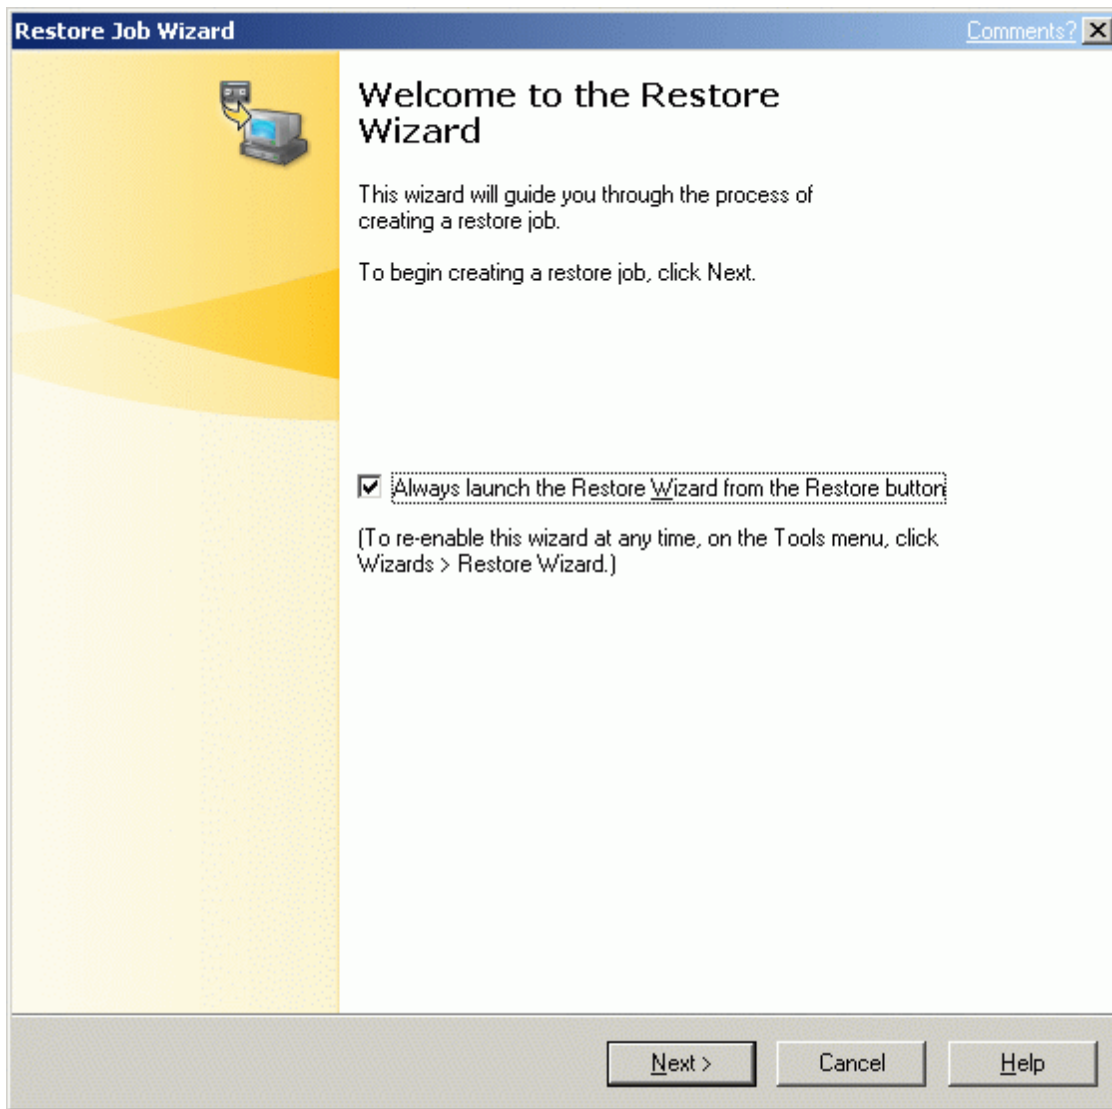 Restore Job Wizard
Comments?
Welcome to the Restore
Wizard
This wizard will guide you through the process of
creating a restore job.
To begin creating a restore job, click Next.
Always launch the Restore Wizard from the Restore button
(To re-enable this wizard at any time, on the Tools menu, click
Wizards > Restore Wizard.)
Next >
Cancel
Help